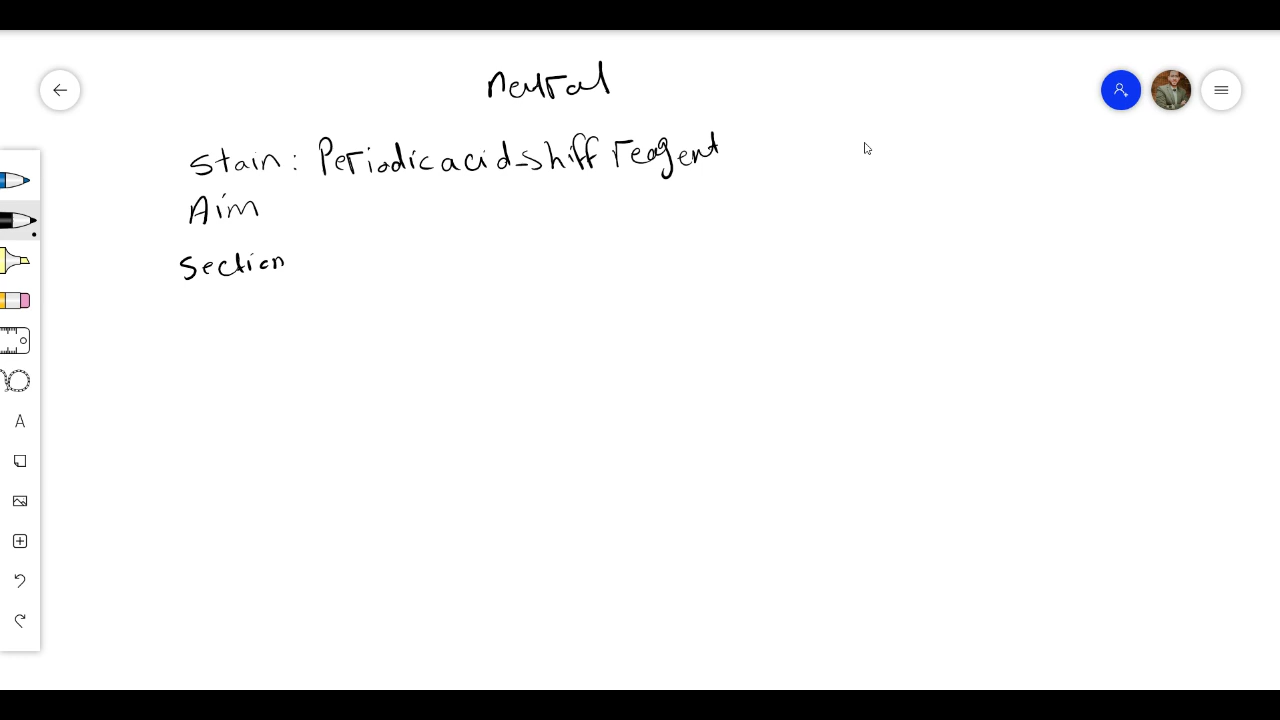 neutral
Stain : Periodic acid-shiff reagent
Aim
Section
A